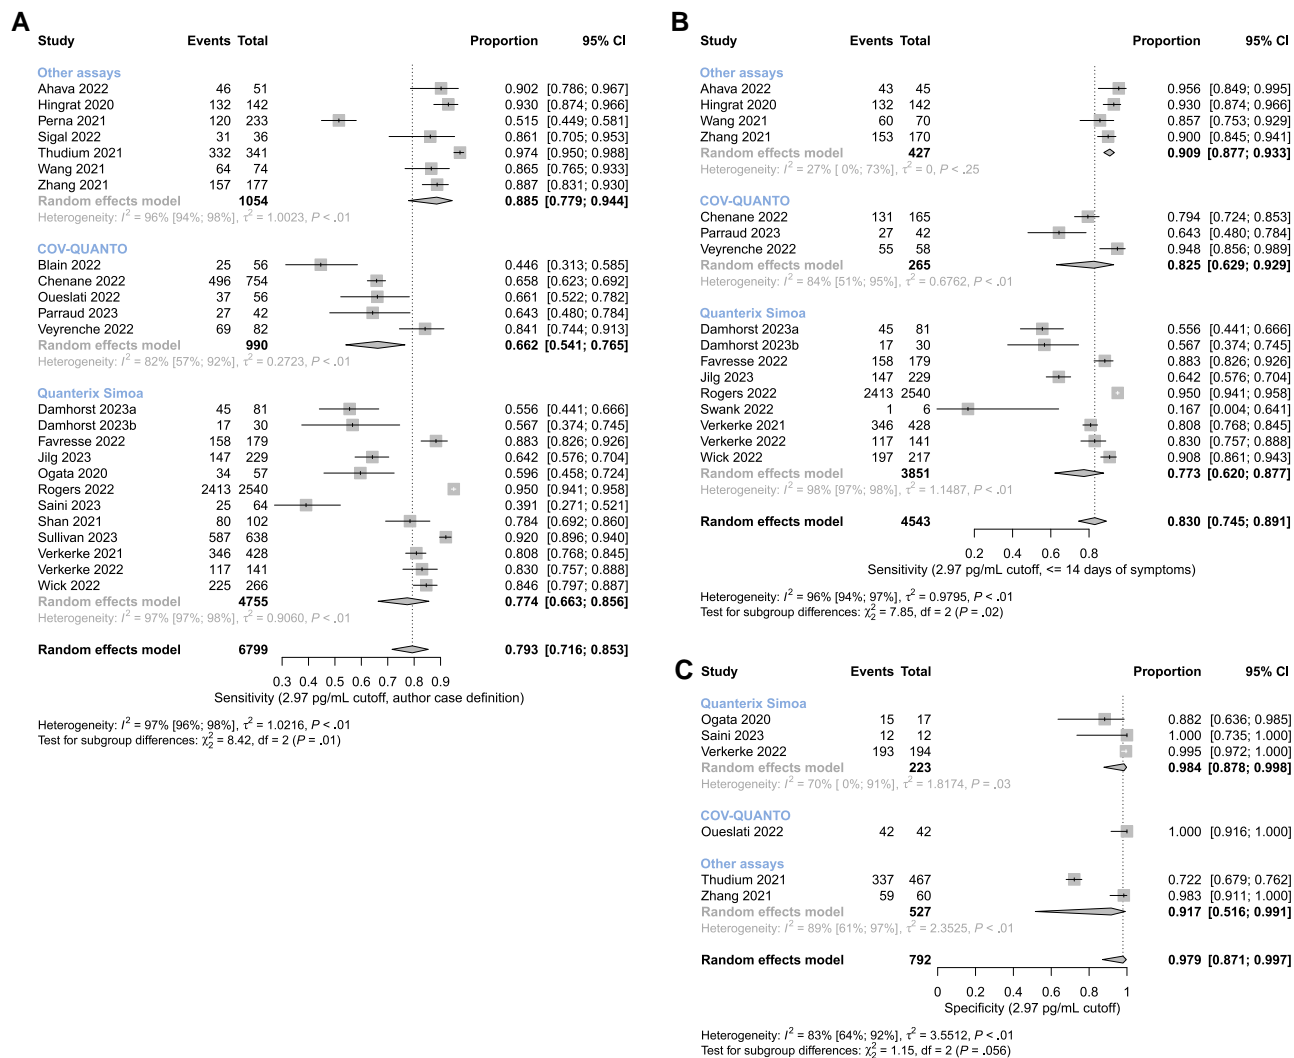 A
Study Events Total Proportion 95% CI
Other assays
Ahava 2022 46 51 0.902 [0.786; 0.967]
Hingrat 2020 132 142 0.930 [0.874; 0.966]
Perna 2021 120 233 0.515 [0.449; 0.581]
Sigal 2022 31 36 0.861 [0.705; 0.953]
Thudium 2021 332 341 0.974 [0.950; 0.988]
Wang 2021 64 74 0.865 [0.765; 0.933]
Zhang 2021 157 177 0.887 [0.831; 0.930]
Random effects model 1054 0.885 [0.779; 0.944]
Heterogeneity: I² = 96% [94%; 98%], τ² = 1.0023, P < .01
COV-QUANTO
Blain 2022 25 56 0.446 [0.313; 0.585]
Chenane 2022 496 754 0.658 [0.623; 0.692]
Oueslati 2022 37 56 0.661 [0.522; 0.782]
Parraud 2023 27 42 0.643 [0.480; 0.784]
Veyrenche 2022 69 82 0.841 [0.744; 0.913]
Random effects model 990 0.662 [0.541; 0.765]
Heterogeneity: I² = 82% [57%; 92%], τ² = 0.2723, P < .01
Quanterix Simoa
Damhorst 2023a 45 81 0.556 [0.441; 0.666]
Damhorst 2023b 17 30 0.567 [0.374; 0.745]
Favresse 2022 158 179 0.883 [0.826; 0.926]
Jilg 2023 147 229 0.642 [0.576; 0.704]
Ogata 2020 34 57 0.596 [0.458; 0.724]
Rogers 2022 2413 2540 0.950 [0.941; 0.958]
Saini 2023 25 64 0.391 [0.271; 0.521]
Shan 2021 80 102 0.784 [0.692; 0.860]
Sullivan 2023 587 638 0.920 [0.896; 0.940]
Verkerke 2021 346 428 0.808 [0.768; 0.845]
Verkerke 2022 117 141 0.830 [0.757; 0.888]
Wick 2022 225 266 0.846 [0.797; 0.887]
Random effects model 4755 0.774 [0.663; 0.856]
Heterogeneity: I² = 97% [97%; 98%], τ² = 0.9060, P < .01
Random effects model 6799 0.793 [0.716; 0.853]
0.3 0.4 0.5 0.6 0.7 0.8 0.9
Sensitivity (2.97 pg/mL cutoff, author case definition)
Heterogeneity: I² = 97% [96%; 98%], τ² = 1.0216, P < .01
Test for subgroup differences: χ²₂ = 8.42, df = 2 (P = .01)
B
Study Events Total Proportion 95% CI
Other assays
Ahava 2022 43 45 0.956 [0.849; 0.995]
Hingrat 2020 132 142 0.930 [0.874; 0.966]
Wang 2021 60 70 0.857 [0.753; 0.929]
Zhang 2021 153 170 0.900 [0.845; 0.941]
Random effects model 427 0.909 [0.877; 0.933]
Heterogeneity: I² = 27% [ 0%; 73%], τ² = 0, P < .25
COV-QUANTO
Chenane 2022 131 165 0.794 [0.724; 0.853]
Parraud 2023 27 42 0.643 [0.480; 0.784]
Veyrenche 2022 55 58 0.948 [0.856; 0.989]
Random effects model 265 0.825 [0.629; 0.929]
Heterogeneity: I² = 84% [51%; 95%], τ² = 0.6762, P < .01
Quanterix Simoa
Damhorst 2023a 45 81 0.556 [0.441; 0.666]
Damhorst 2023b 17 30 0.567 [0.374; 0.745]
Favresse 2022 158 179 0.883 [0.826; 0.926]
Jilg 2023 147 229 0.642 [0.576; 0.704]
Rogers 2022 2413 2540 0.950 [0.941; 0.958]
Swank 2022 1 6 0.167 [0.004; 0.641]
Verkerke 2021 346 428 0.808 [0.768; 0.845]
Verkerke 2022 117 141 0.830 [0.757; 0.888]
Wick 2022 197 217 0.908 [0.861; 0.943]
Random effects model 3851 0.773 [0.620; 0.877]
Heterogeneity: I² = 98% [97%; 98%], τ² = 1.1487, P < .01
Random effects model 4543 0.830 [0.745; 0.891]
0.2 0.4 0.6 0.8
Sensitivity (2.97 pg/mL cutoff, <= 14 days of symptoms)
Heterogeneity: I² = 96% [94%; 97%], τ² = 0.9795, P < .01
Test for subgroup differences: χ²₂ = 7.85, df = 2 (P = .02)
C
Study Events Total Proportion 95% CI
Quanterix Simoa
Ogata 2020 15 17 0.882 [0.636; 0.985]
Saini 2023 12 12 1.000 [0.735; 1.000]
Verkerke 2022 193 194 0.995 [0.972; 1.000]
Random effects model 223 0.984 [0.878; 0.998]
Heterogeneity: I² = 70% [ 0%; 91%], τ² = 1.8174, P = .03
COV-QUANTO
Oueslati 2022 42 42 1.000 [0.916; 1.000]
Other assays
Thudium 2021 337 467 0.722 [0.679; 0.762]
Zhang 2021 59 60 0.983 [0.911; 1.000]
Random effects model 527 0.917 [0.516; 0.991]
Heterogeneity: I² = 89% [61%; 97%], τ² = 2.3525, P < .01
Random effects model 792 0.979 [0.871; 0.997]
0 0.2 0.4 0.6 0.8 1
Specificity (2.97 pg/mL cutoff)
Heterogeneity: I² = 83% [64%; 92%], τ² = 3.5512, P < .01
Test for subgroup differences: χ²₂ = 1.15, df = 2 (P = .056)